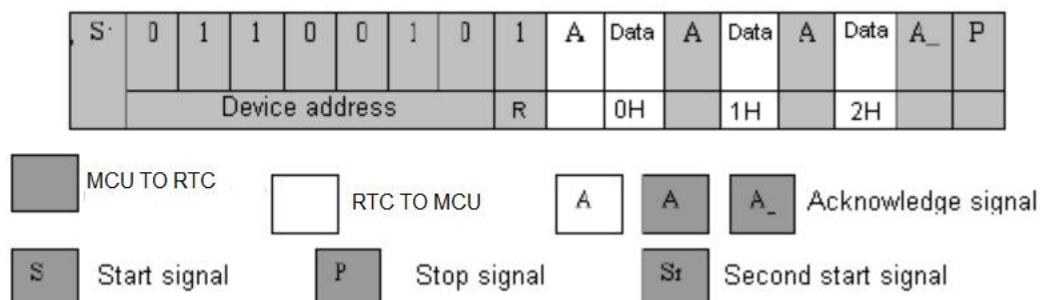 S 0 1 1 0 0 1 0 1 A Data A Data A Data A_ P
Device address R 0H 1H 2H
MCU TO RTC RTC TO MCU A A A_ Acknowledge signal
S Start signal P Stop signal Sr Second start signal